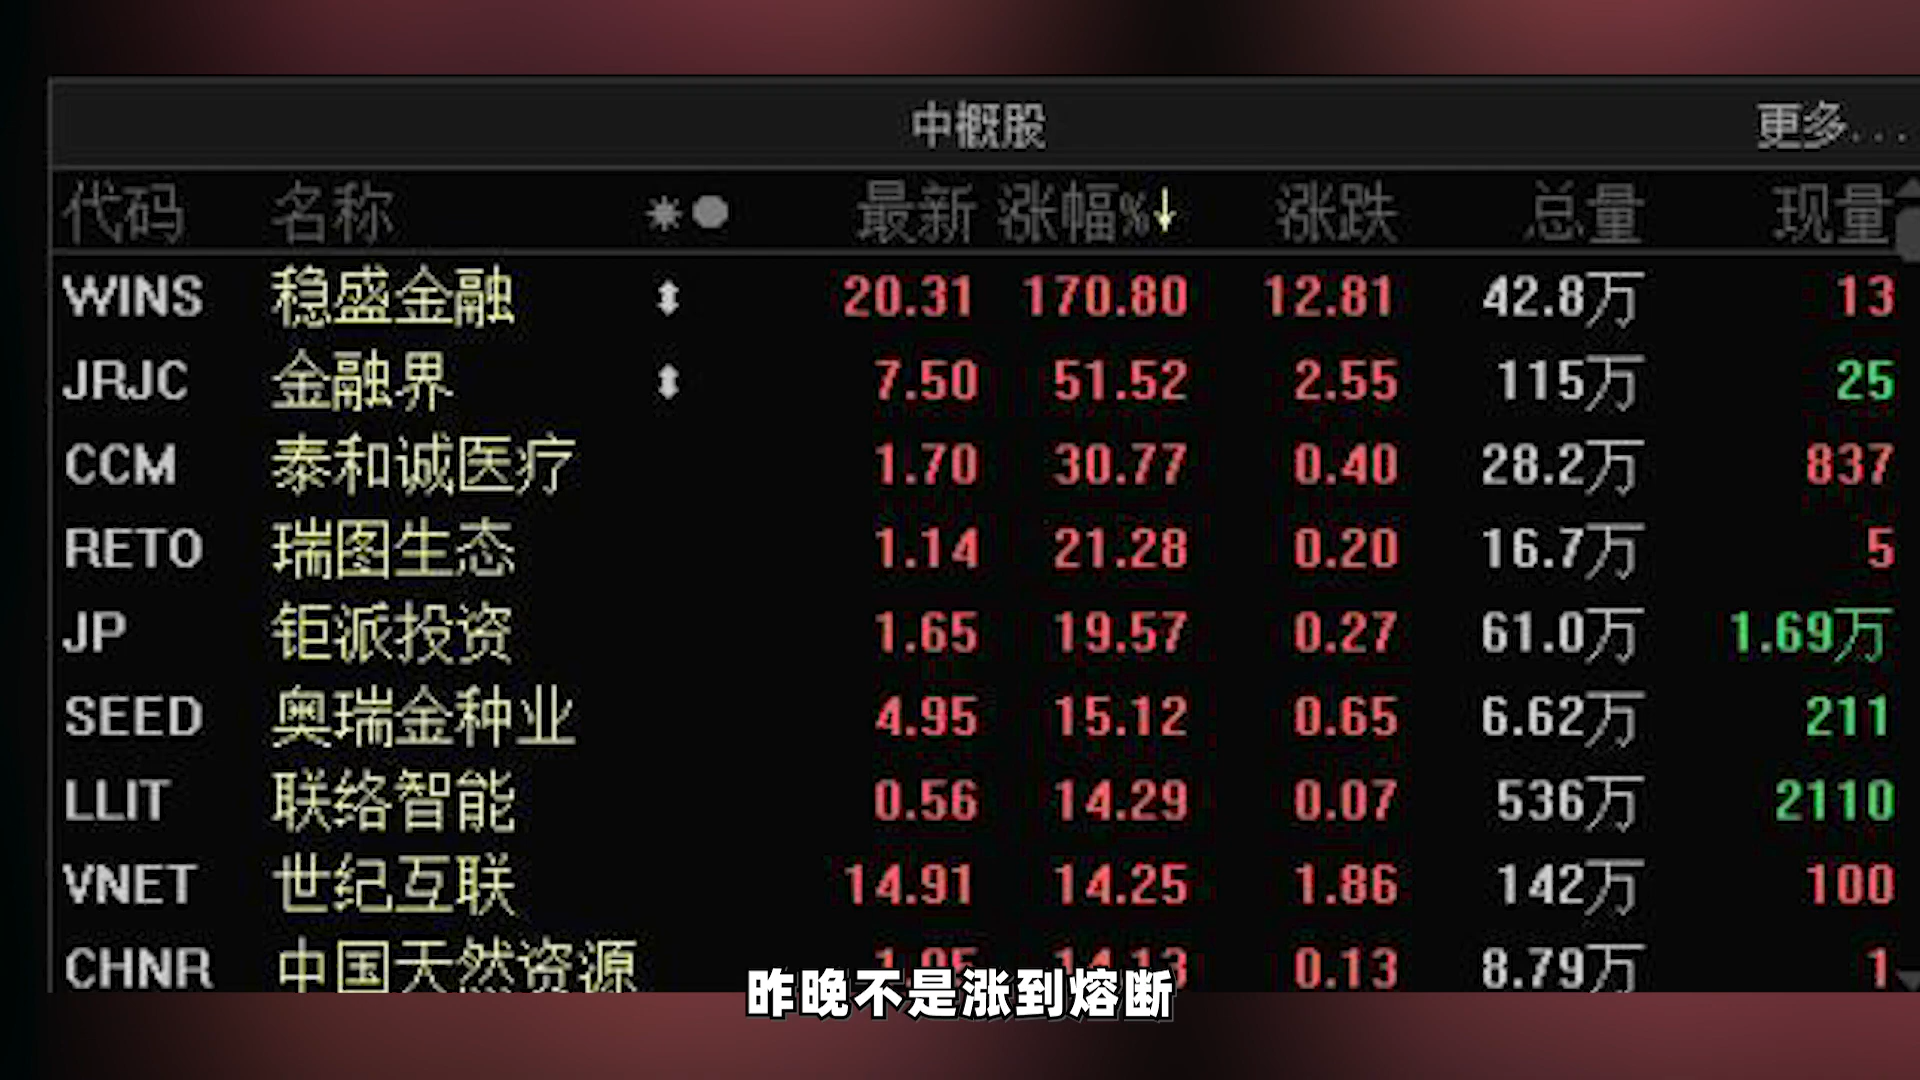 中概股 更多...
代码 名称 最新 涨幅%↓ 涨跌 总量 现量
WINS 稳盛金融 20.31 170.80 12.81 42.8万 13
JRJC 金融界 7.50 51.52 2.55 115万 25
CCM 泰和诚医疗 1.70 30.77 0.40 28.2万 837
RETO 瑞图生态 1.14 21.28 0.20 16.7万 5
JP 钜派投资 1.65 19.57 0.27 61.0万 1.69万
SEED 奥瑞金种业 4.95 15.12 0.65 6.62万 211
LLIT 联络智能 0.56 14.29 0.07 536万 2110
VNET 世纪互联 14.91 14.25 1.86 142万 100
CHNR 中国天然资源 1.05 14.13 0.13 8.79万 1
昨晚不是涨到熔断